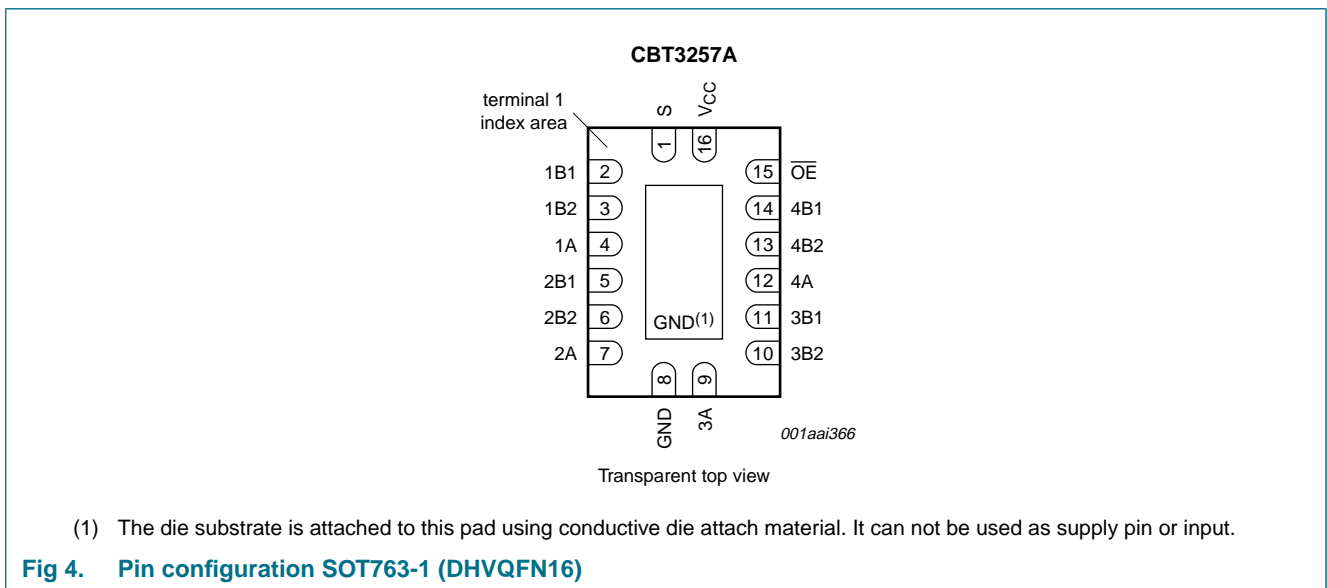 CBT3257A
terminal 1
index area
S
VCC
1
16
1B1 2
15 OE
1B2 3
14 4B1
1A 4
13 4B2
2B1 5
12 4A
2B2 6
GND(1)
11 3B1
2A 7
10 3B2
8
9
GND
3A
001aai366
Transparent top view
(1) The die substrate is attached to this pad using conductive die attach material. It can not be used as supply pin or input.
Fig 4. Pin configuration SOT763-1 (DHVQFN16)